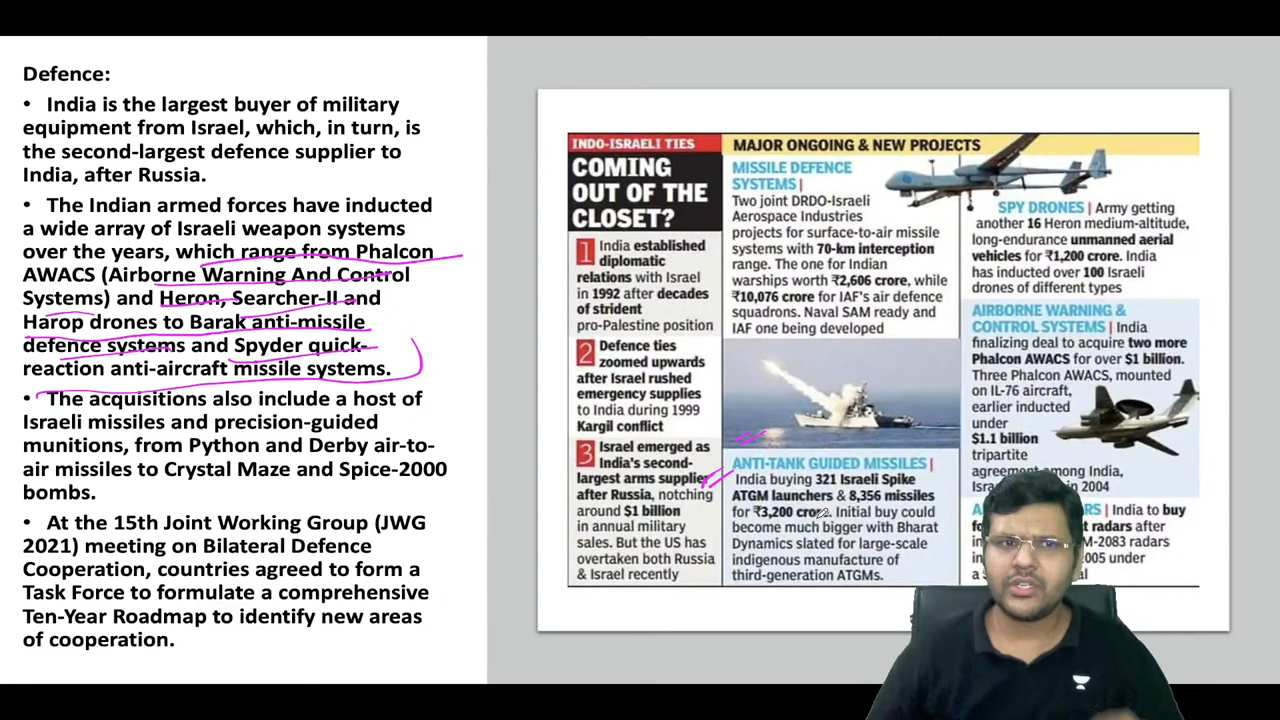 Defence:
• India is the largest buyer of military
equipment from Israel, which, in turn, is
the second-largest defence supplier to
India, after Russia.
• The Indian armed forces have inducted
a wide array of Israeli weapon systems
over the years, which range from Phalcon
AWACS (Airborne Warning And Control
Systems) and Heron, Searcher-II and
Harop drones to Barak anti-missile
defence systems and Spyder quick-
reaction anti-aircraft missile systems.
• The acquisitions also include a host of
Israeli missiles and precision-guided
munitions, from Python and Derby air-to-
air missiles to Crystal Maze and Spice-2000
bombs.
• At the 15th Joint Working Group (JWG
2021) meeting on Bilateral Defence
Cooperation, countries agreed to form a
Task Force to formulate a comprehensive
Ten-Year Roadmap to identify new areas
of cooperation.
INDO-ISRAELI TIES
COMING
OUT OF THE
CLOSET?
1 India established
diplomatic
relations with Israel
in 1992 after decades
of strident
pro-Palestine position
2 Defence ties
zoomed upwards
after Israel rushed
emergency supplies
to India during 1999
Kargil conflict
3 Israel emerged as
India's second-
largest arms supplier
after Russia, notching
around $1 billion
in annual military
sales. But the US has
overtaken both Russia
& Israel recently
MAJOR ONGOING & NEW PROJECTS
MISSILE DEFENCE
SYSTEMS |
Two joint DRDO-Israeli
Aerospace Industries
projects for surface-to-air missile
systems with 70-km interception
range. The one for Indian
warships worth ₹2,606 crore, while
₹10,076 crore for IAF's air defence
squadrons. Naval SAM ready and
IAF one being developed
ANTI-TANK GUIDED MISSILES |
India buying 321 Israeli Spike
ATGM launchers & 8,356 missiles
for ₹3,200 crore. Initial buy could
become much bigger with Bharat
Dynamics slated for large-scale
indigenous manufacture of
third-generation ATGMs.
SPY DRONES | Army getting
another 16 Heron medium-altitude,
long-endurance unmanned aerial
vehicles for ₹1,200 crore. India
has inducted over 100 Israeli
drones of different types
AIRBORNE WARNING &
CONTROL SYSTEMS | India
finalizing deal to acquire two more
Phalcon AWACS for over $1 billion.
Three Phalcon AWACS, mounted
on IL-76 aircraft,
earlier inducted
under
$1.1 billion
tripartite
agreement among India,
in 2004
India to buy
radars after
M-2083 radars
2005 under
a